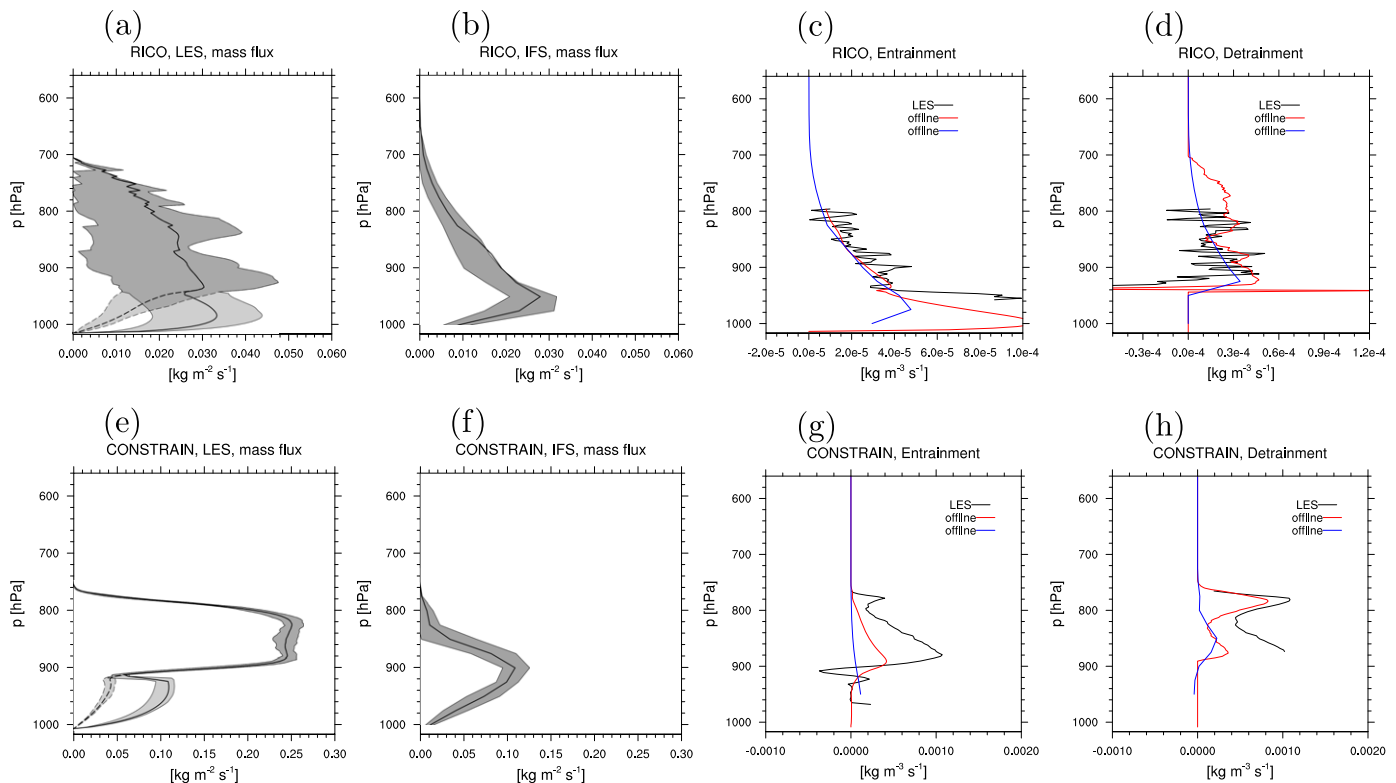 (a)
RICO, LES, mass flux
600
700
800
900
1000
p [hPa]
0.000 0.010 0.020 0.030 0.040 0.050 0.060
[kg m-2 s-1]
(b)
RICO, IFS, mass flux
600
700
800
900
1000
p [hPa]
0.000 0.010 0.020 0.030 0.040 0.050 0.060
[kg m-2 s-1]
(c)
RICO, Entrainment
LES
offline
offline
600
700
800
900
1000
p [hPa]
-2.0e-5 0.0e-5 2.0e-5 4.0e-5 6.0e-5 8.0e-5 1.0e-4
[kg m-3 s-1]
(d)
RICO, Detrainment
LES
offline
offline
600
700
800
900
1000
p [hPa]
-0.3e-4 0.0e-4 0.3e-4 0.6e-4 0.9e-4 1.2e-4
[kg m-3 s-1]
(e)
CONSTRAIN, LES, mass flux
600
700
800
900
1000
p [hPa]
0.00 0.05 0.10 0.15 0.20 0.25 0.30
[kg m-2 s-1]
(f)
CONSTRAIN, IFS, mass flux
600
700
800
900
1000
p [hPa]
0.00 0.05 0.10 0.15 0.20 0.25 0.30
[kg m-2 s-1]
(g)
CONSTRAIN, Entrainment
LES
offline
offline
600
700
800
900
1000
p [hPa]
-0.0010 0.0000 0.0010 0.0020
[kg m-3 s-1]
(h)
CONSTRAIN, Detrainment
LES
offline
offline
600
700
800
900
1000
p [hPa]
-0.0010 0.0000 0.0010 0.0020
[kg m-3 s-1]